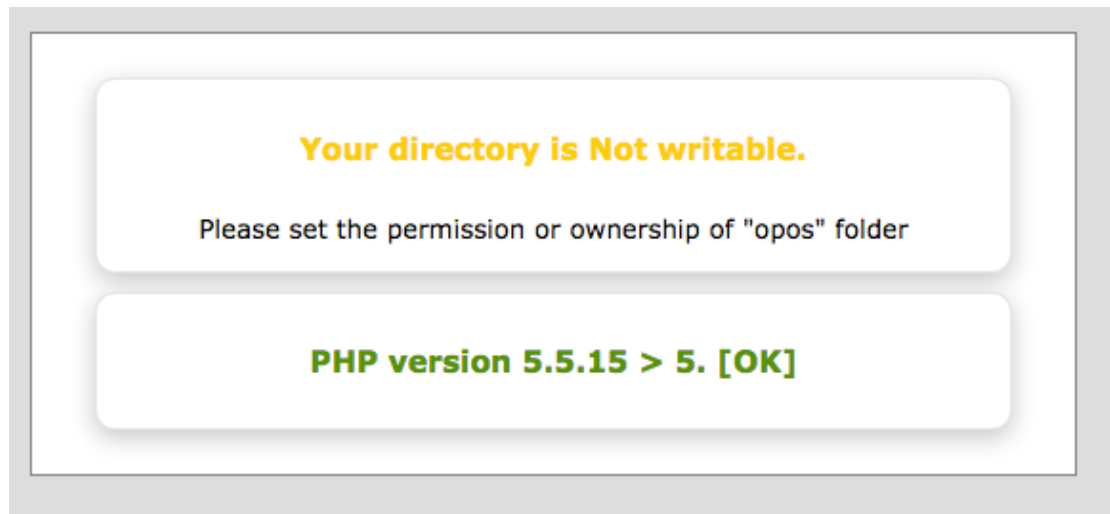 Your directory is Not writable.
Please set the permission or ownership of "opos" folder
PHP version 5.5.15 > 5. [OK]